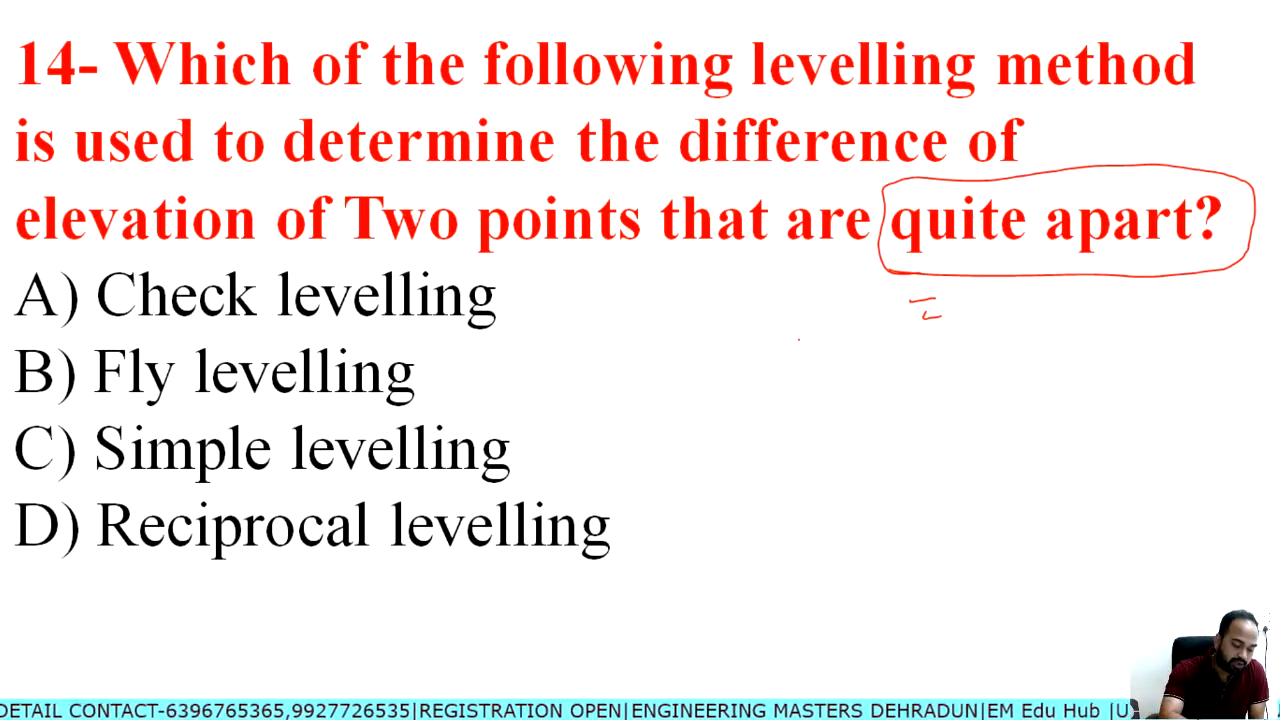 14- Which of the following levelling method
is used to determine the difference of
elevation of Two points that are quite apart?
A) Check levelling
B) Fly levelling
C) Simple levelling
D) Reciprocal levelling
DETAIL CONTACT-6396765365,9927726535|REGISTRATION OPEN|ENGINEERING MASTERS DEHRADUN|EM Edu Hub |U